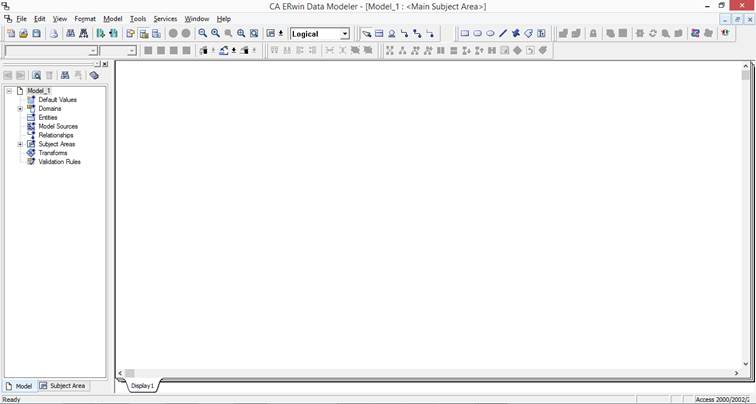 CA ERwin Data Modeler - [Model_1 : <Main Subject Area>]
File Edit View Format Model Tools Services Window Help
Logical
Model_1
Default Values
Domains
Entities
Model Sources
Relationships
Subject Areas
Transforms
Validation Rules
Model Subject Area
Display1
Ready Access 2000/2002/2